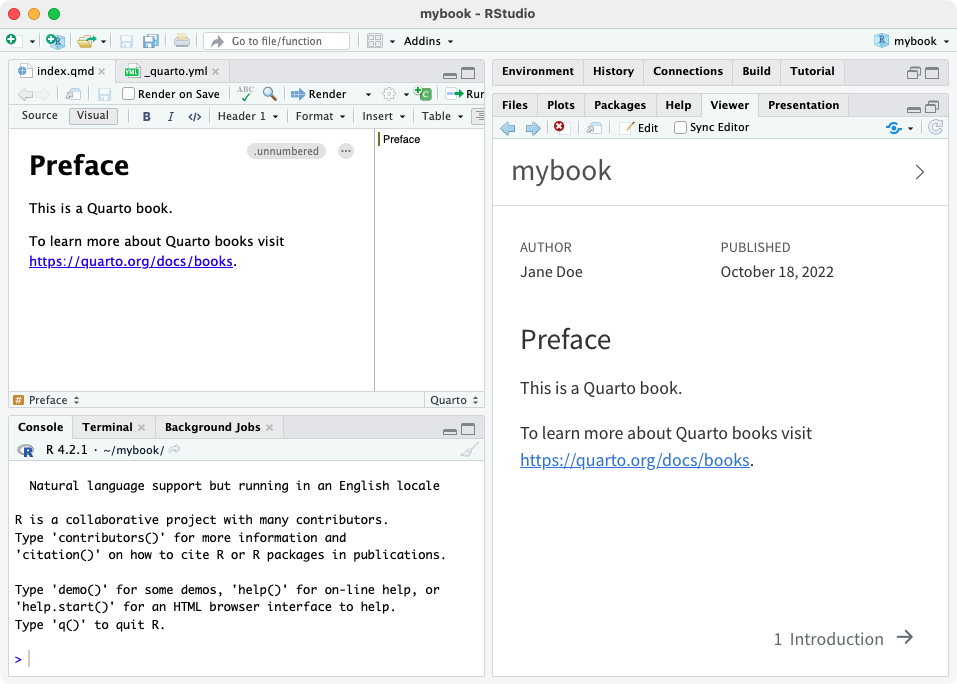 mybook - RStudio
Go to file/function
Addins
mybook
index.qmd
_quarto.yml
Render on Save
ABC
Render
Run
Source
Visual
B
I
</>
Header 1
Format
Insert
Table
Preface
.unnumbered
Preface
This is a Quarto book.
To learn more about Quarto books visit
https://quarto.org/docs/books.
# Preface
Quarto
Console
Terminal
Background Jobs
R 4.2.1 · ~/mybook/
Natural language support but running in an English locale
R is a collaborative project with many contributors.
Type 'contributors()' for more information and
'citation()' on how to cite R or R packages in publications.
Type 'demo()' for some demos, 'help()' for on-line help, or
'help.start()' for an HTML browser interface to help.
Type 'q()' to quit R.
>
Environment
History
Connections
Build
Tutorial
Files
Plots
Packages
Help
Viewer
Presentation
Edit
Sync Editor
mybook
AUTHOR
PUBLISHED
Jane Doe
October 18, 2022
Preface
This is a Quarto book.
To learn more about Quarto books visit
https://quarto.org/docs/books.
1 Introduction